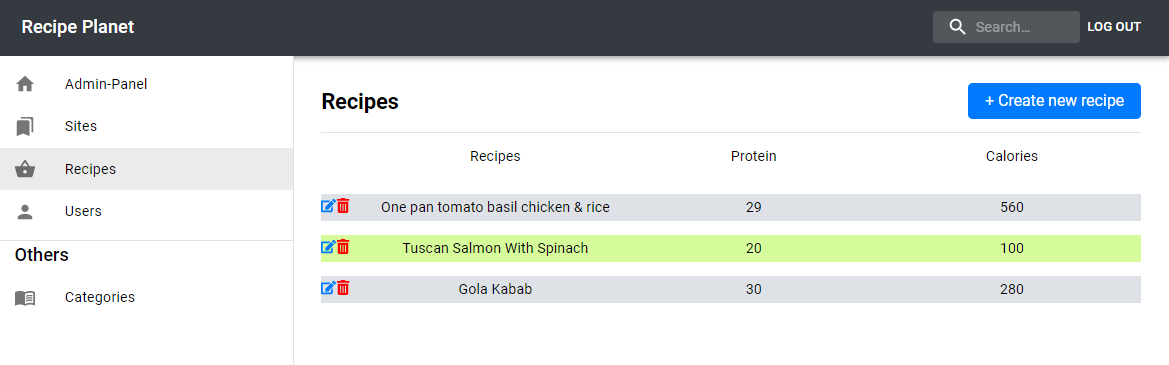 Recipe Planet
Search…
LOG OUT
Admin-Panel
Sites
Recipes
Users
Others
Categories
Recipes
+ Create new recipe
Recipes Protein Calories
One pan tomato basil chicken & rice 29 560
Tuscan Salmon With Spinach 20 100
Gola Kabab 30 280